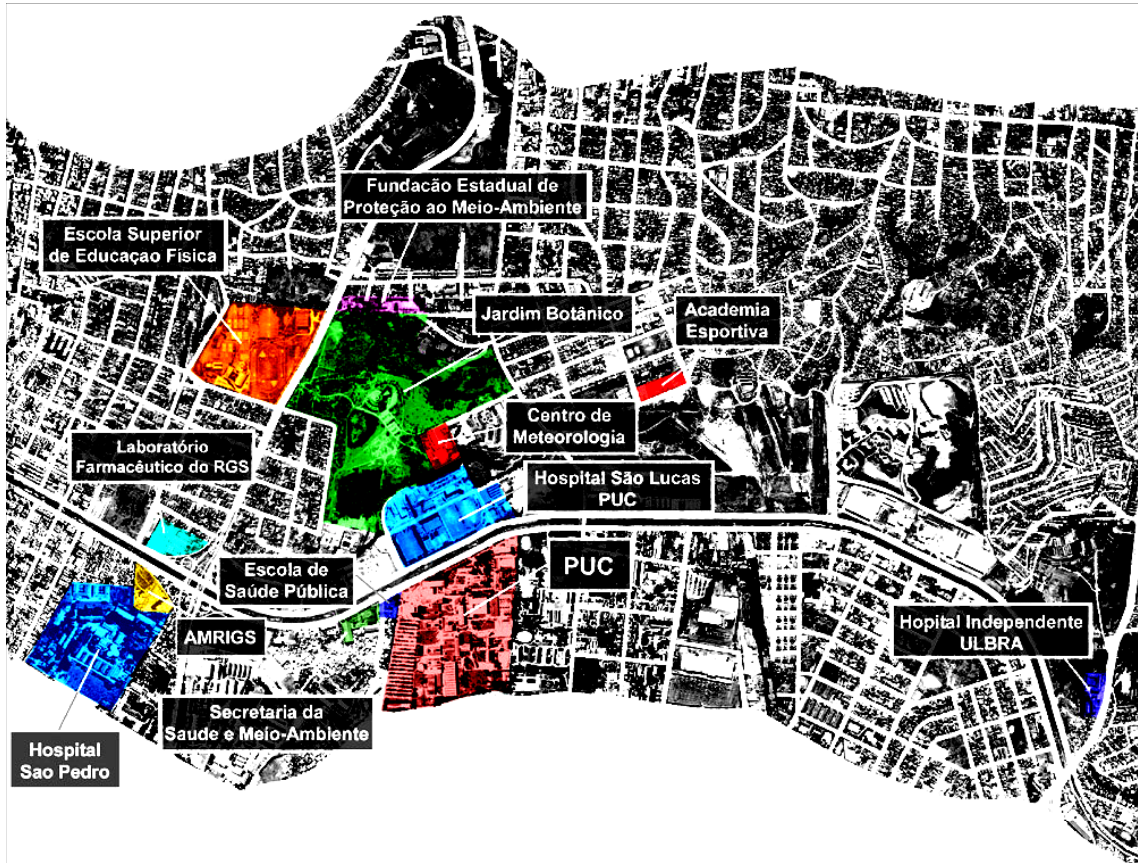 Fundacão Estadual de
Proteção ao Meio-Ambiente
Escola Superior
de Educaçao Fisica
Jardim Botânico
Academia
Esportiva
Centro de
Meteorologia
Laboratório
Farmacêutico do RGS
Hospital São Lucas
PUC
Escola de
Saúde Pública
PUC
AMRIGS
Hopital Independente
ULBRA
Secretaria da
Saude e Meio-Ambiente
Hospital
Sao Pedro